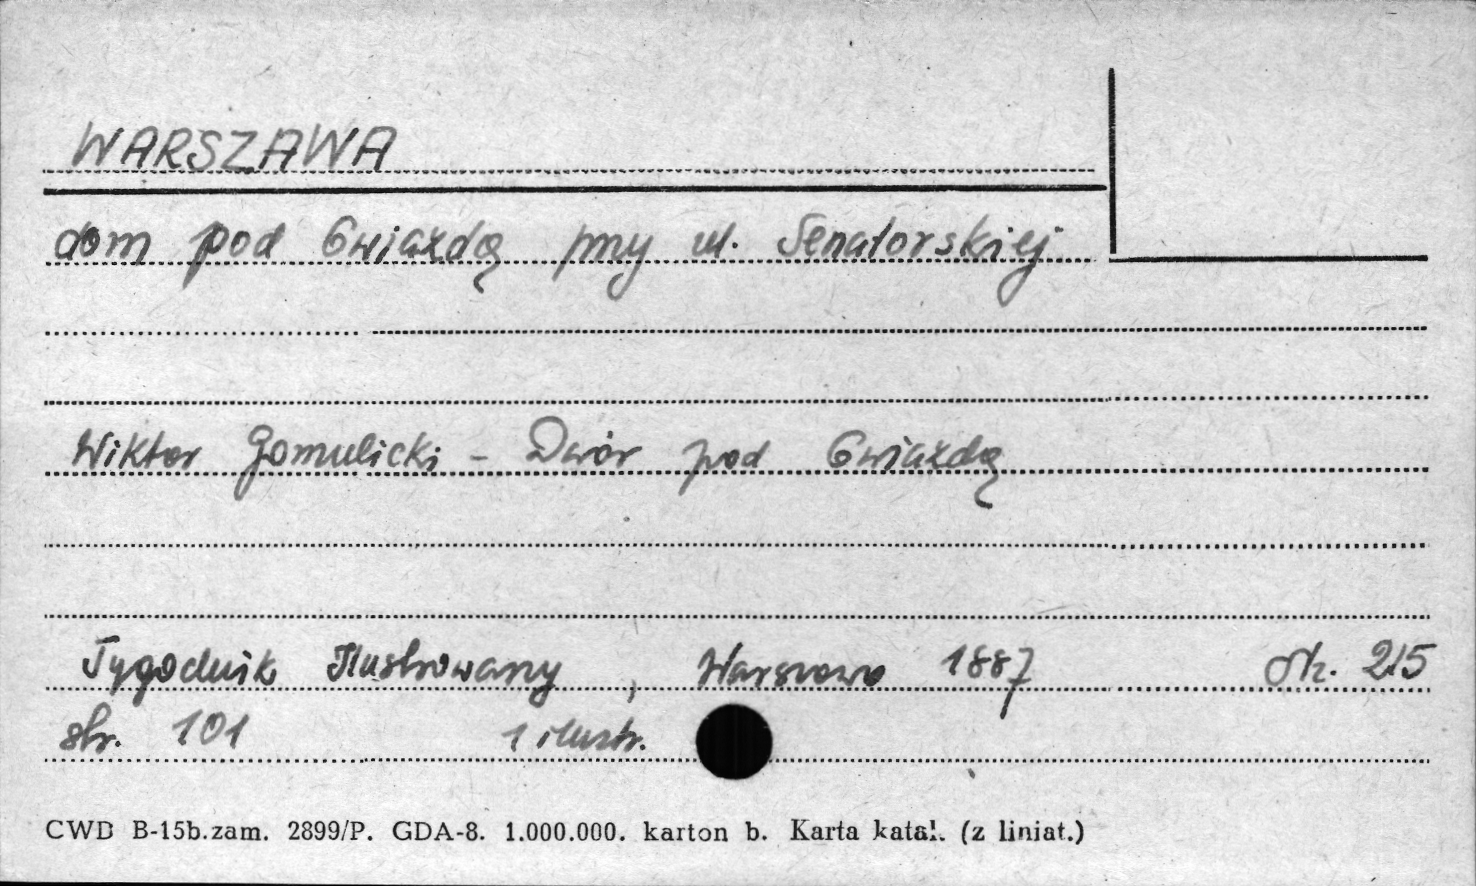 WARSZAWA
dom pod Gwiazdą przy ul. Senatorskiej
Wiktor Gomulicki – Dwór pod Gwiazdą
Tygodnik Ilustrowany, Warszawa 1887 215
str. 101 1 ilustr.
CWD B-15b.zam. 2899/P. GDA-8. 1.000.000. karton b. Karta katal. (z liniat.)